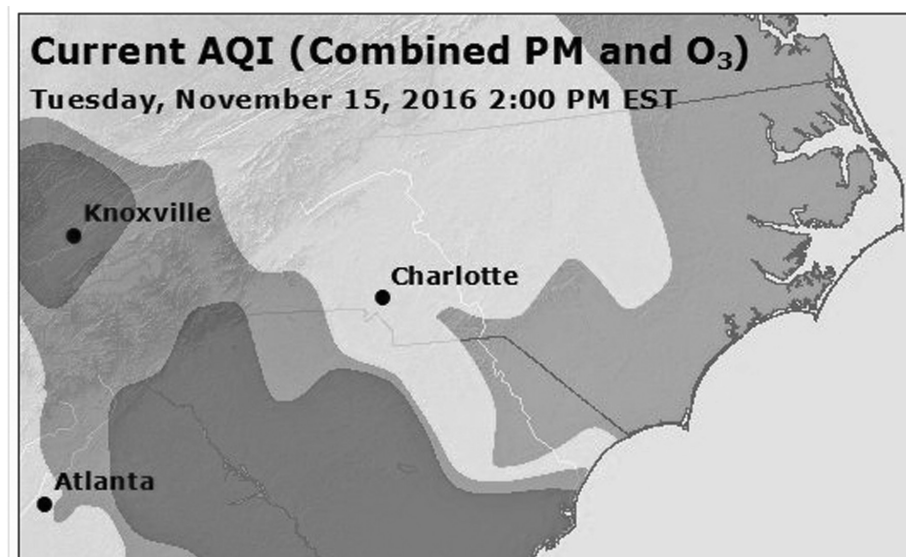 Current AQI (Combined PM and O₃)
Tuesday, November 15, 2016 2:00 PM EST
Knoxville
Charlotte
Atlanta